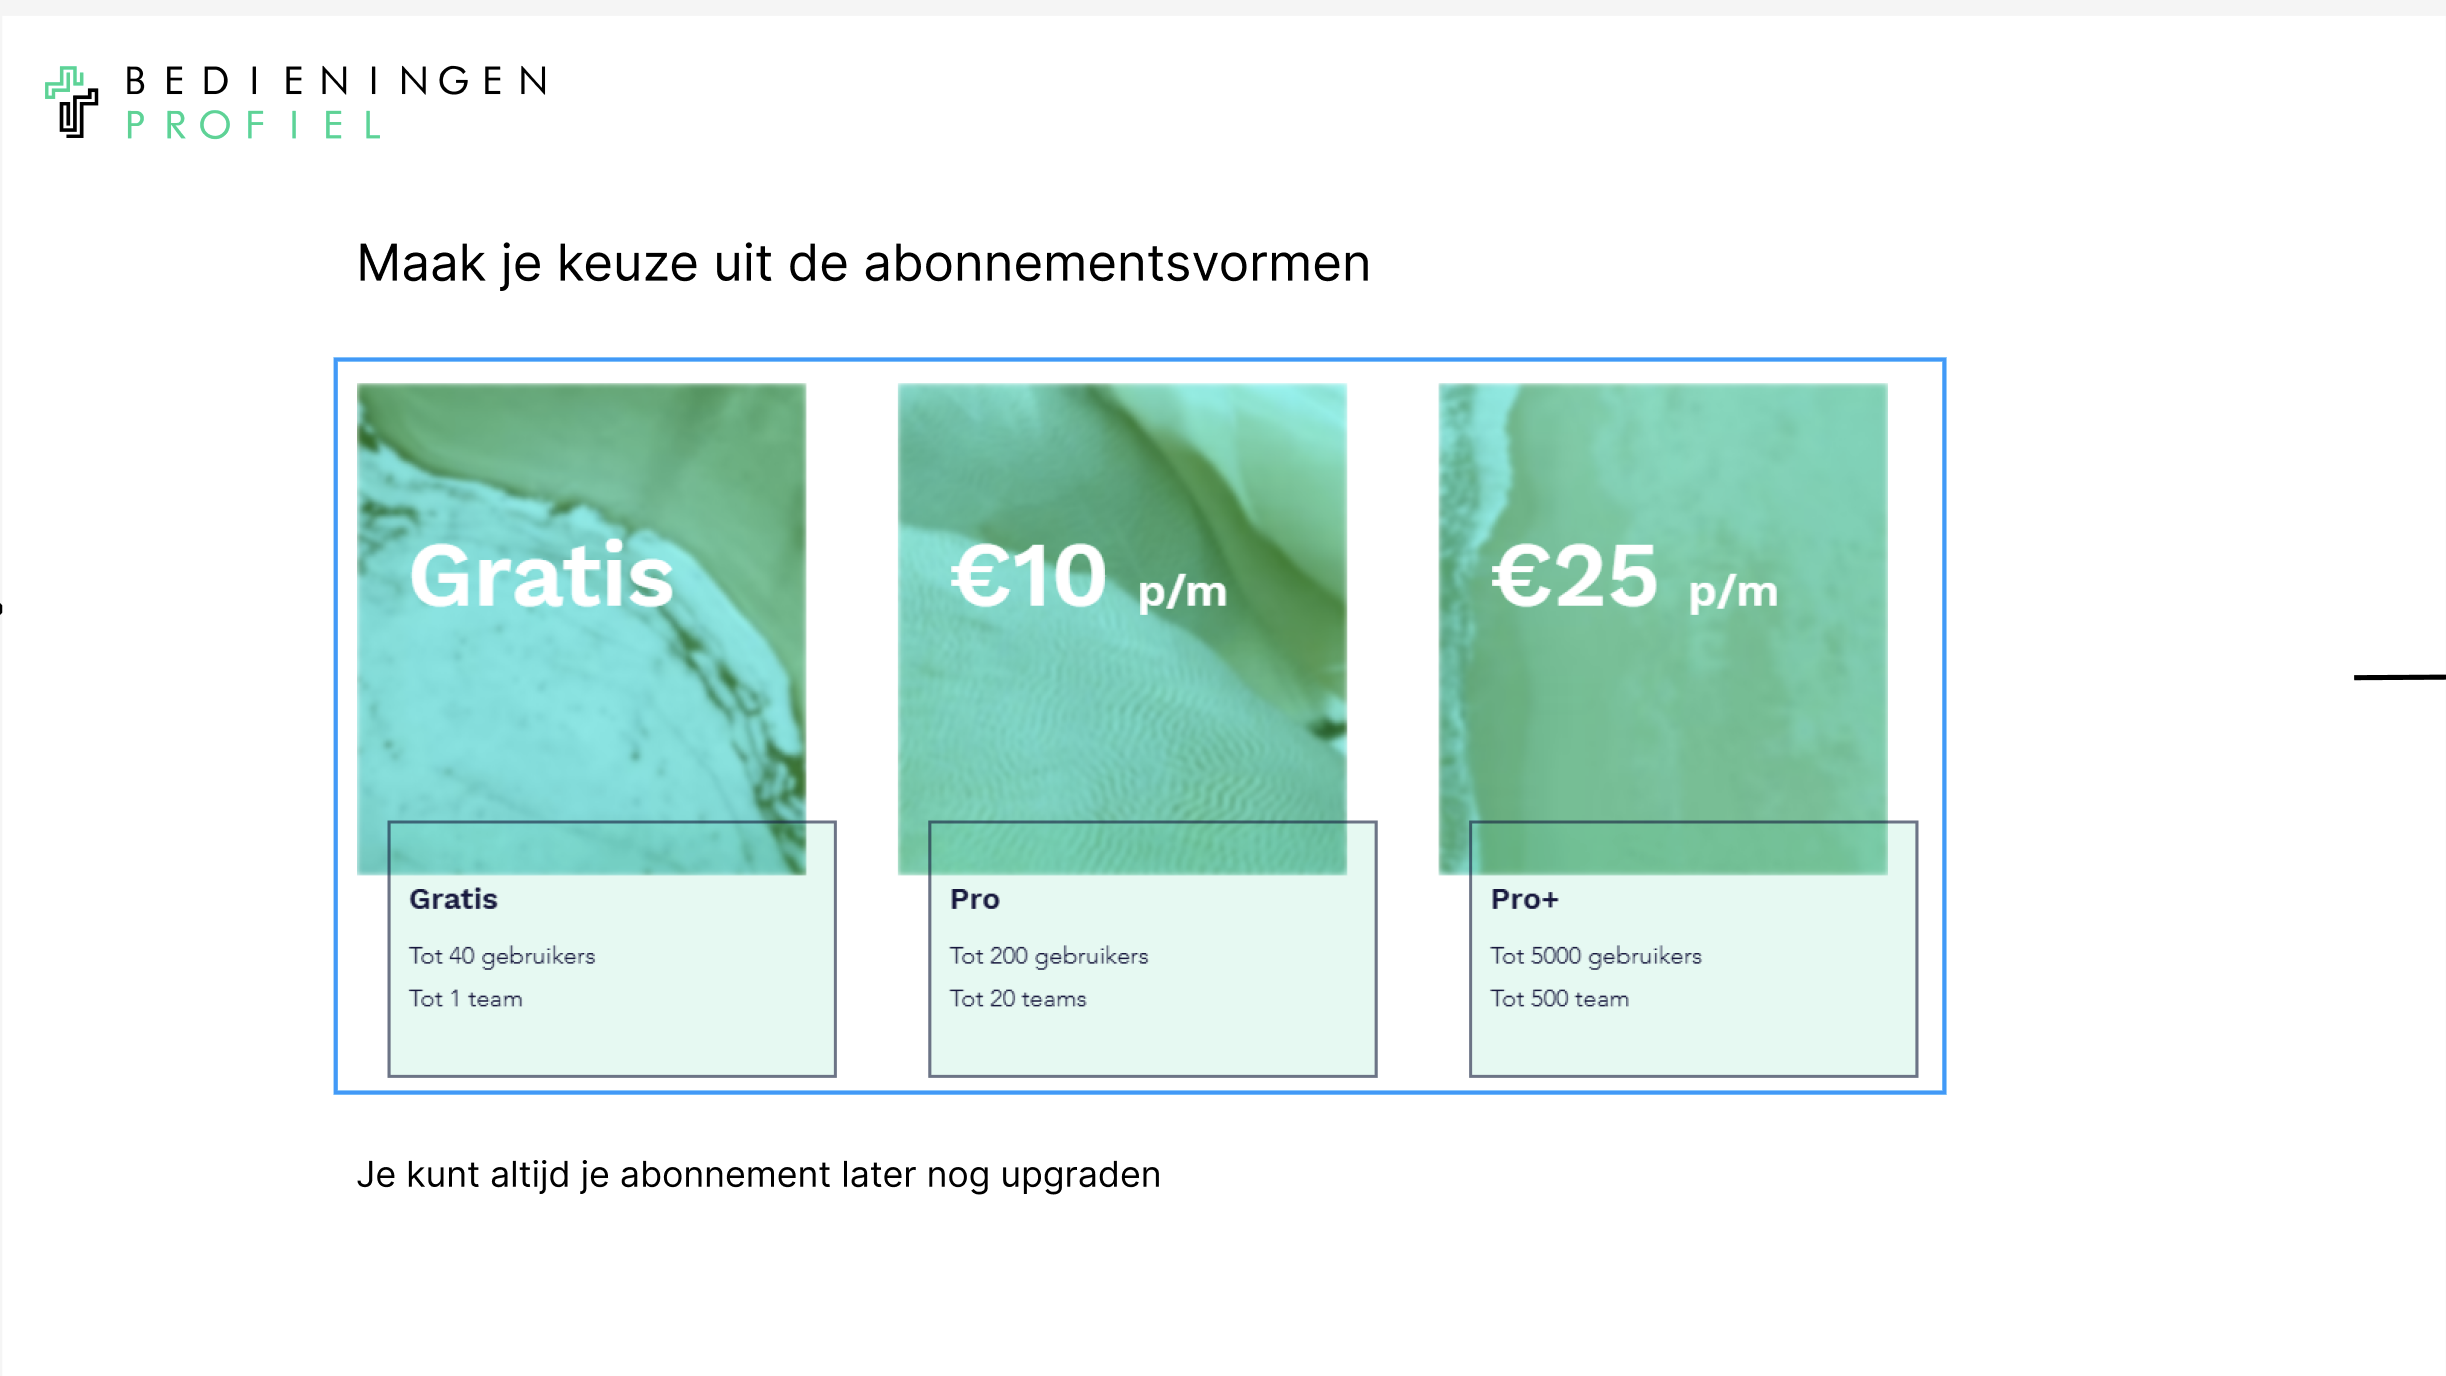 BEDIENINGEN
PROFIEL
Maak je keuze uit de abonnementsvormen
Gratis
€10 p/m
€25 p/m
Gratis
Tot 40 gebruikers
Tot 1 team
Pro
Tot 200 gebruikers
Tot 20 teams
Pro+
Tot 5000 gebruikers
Tot 500 team
Je kunt altijd je abonnement later nog upgraden